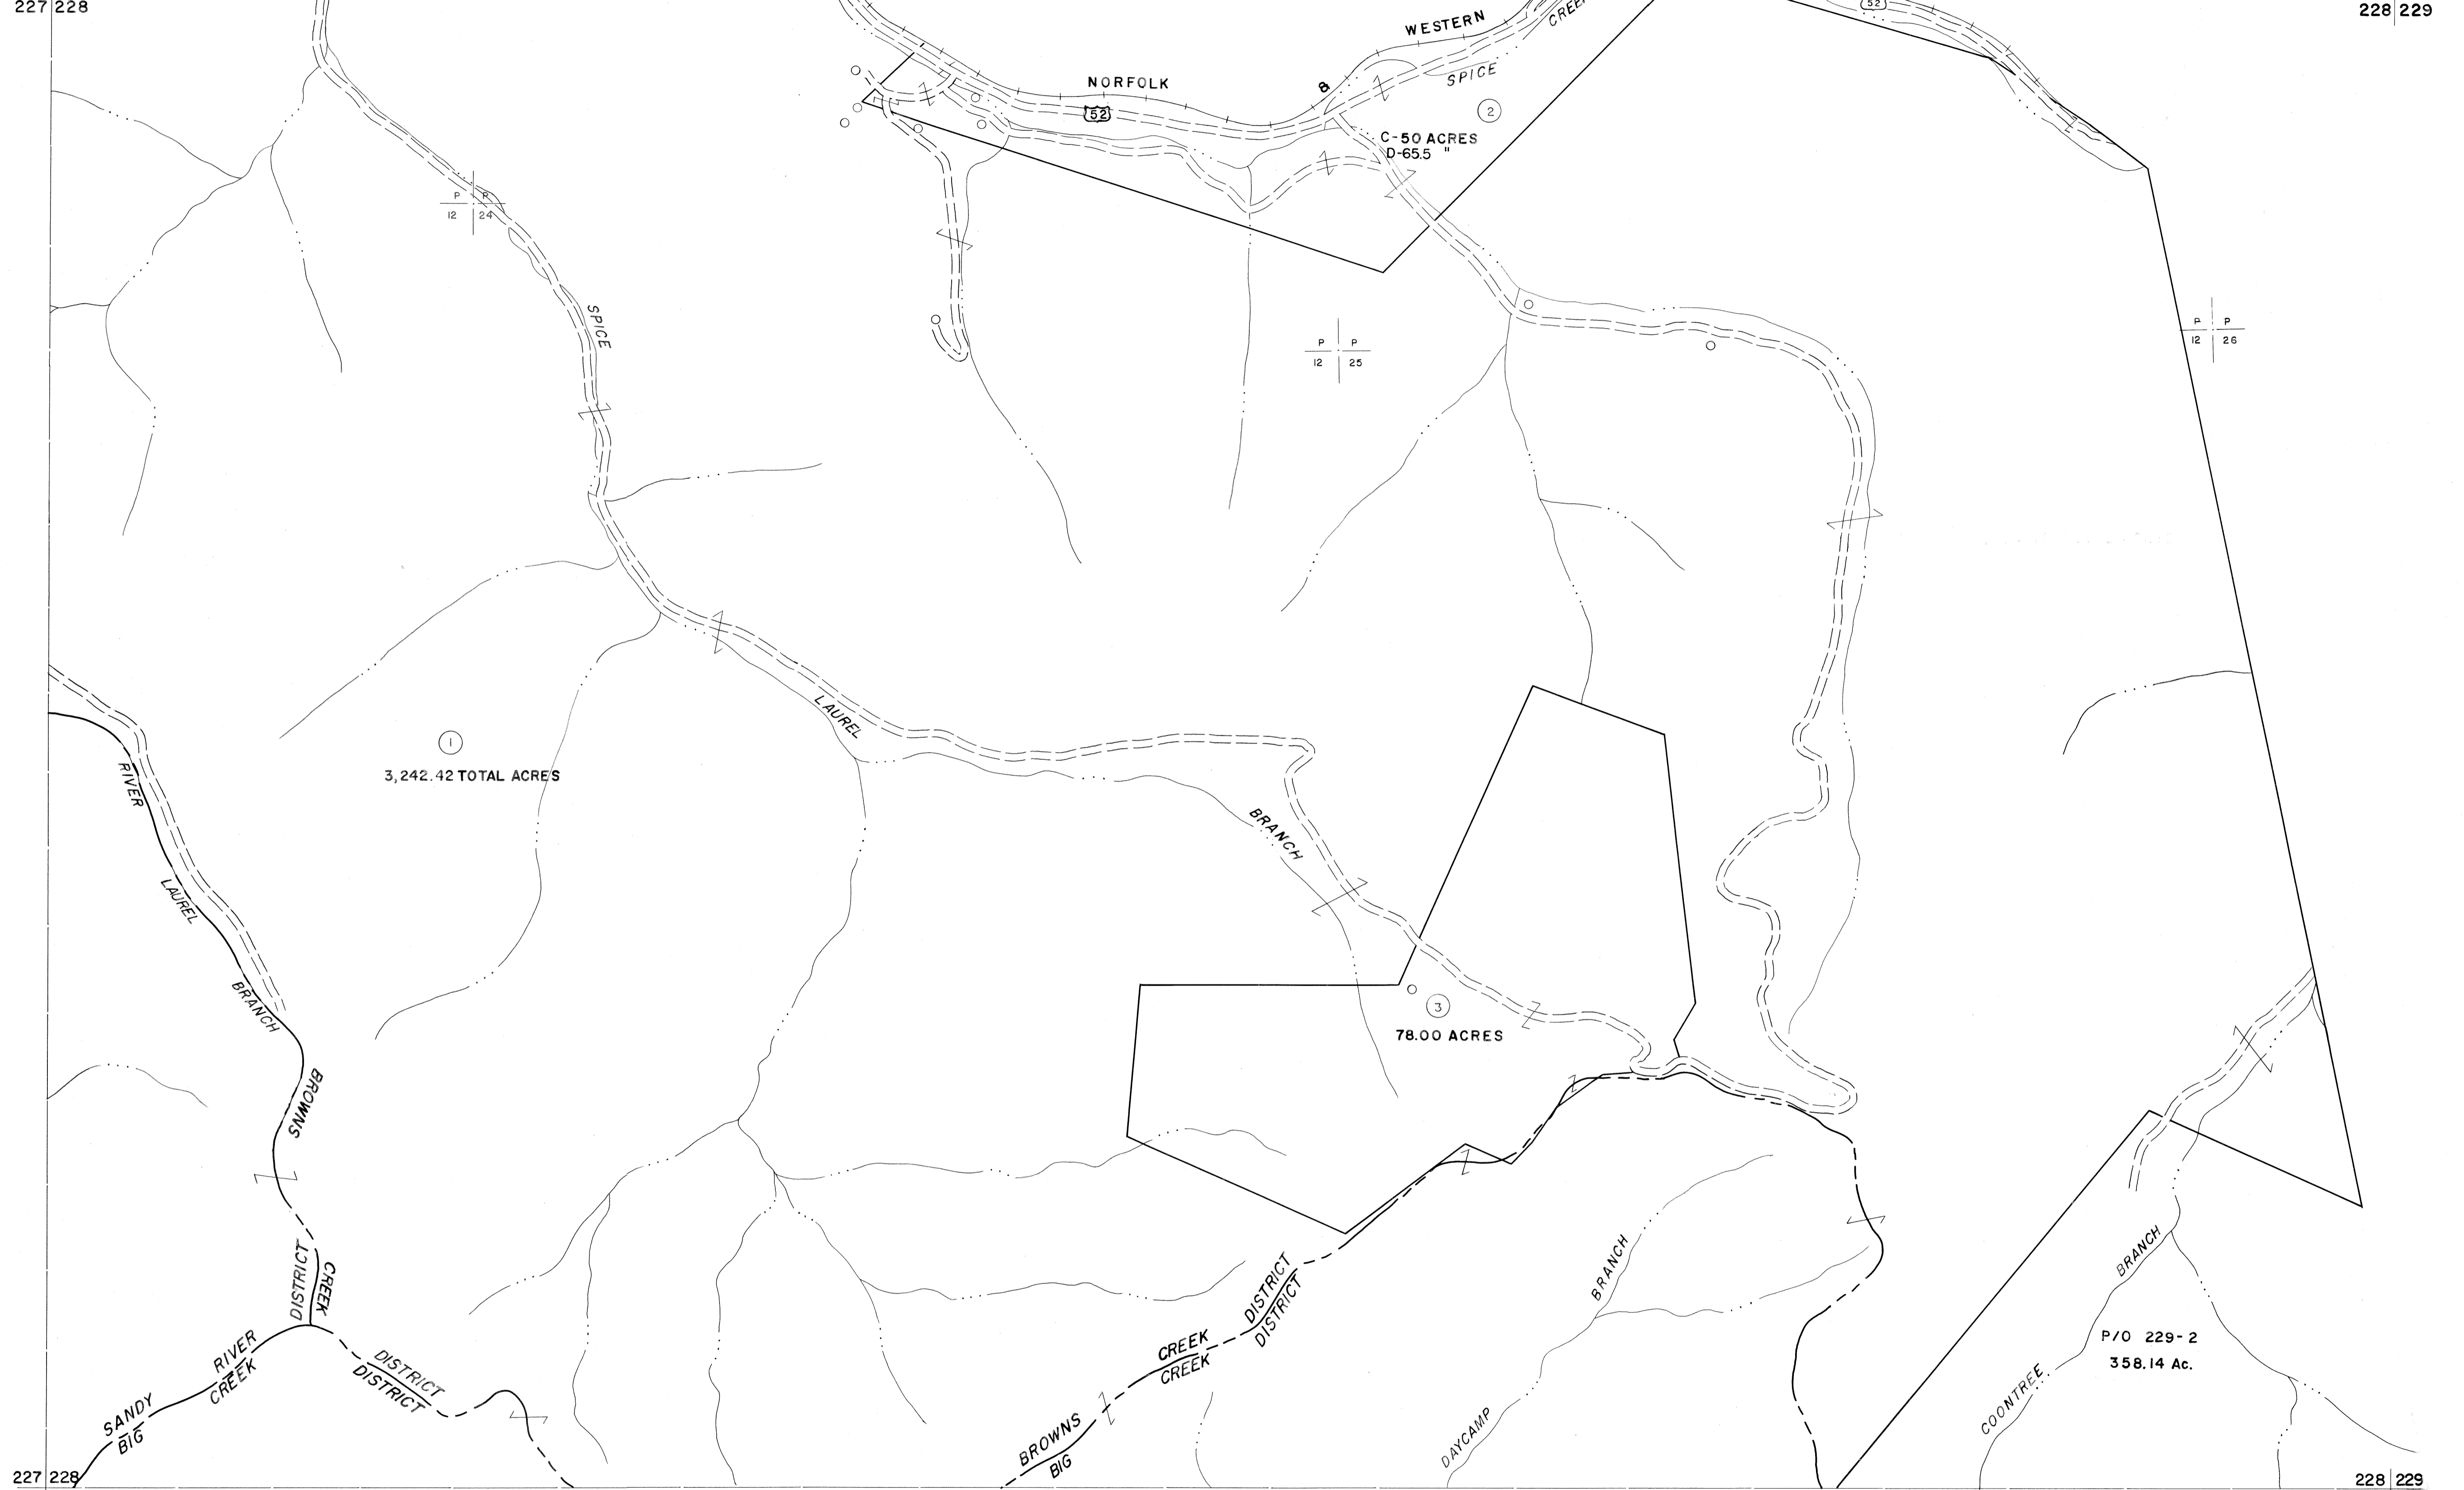 227 228
228 229
52
WESTERN
CREEK
NORFOLK
&
SPICE
52
2
C-50 ACRES
D-65.5 "
P P
12 24
SPICE
P P
12 25
P P
12 26
LAUREL
1
3,242.42 TOTAL ACRES
RIVER
BRANCH
LAUREL
BRANCH
3
78.00 ACRES
BROWNS
DISTRICT
CREEK
DISTRICT
DISTRICT
BRANCH
BRANCH
RIVER
CREEK
DISTRICT
DISTRICT
CREEK
CREEK
P/O 229-2
358.14 Ac.
SANDY
BIG
BROWNS
BIG
DAYCAMP
COONTREE
227 228
228 229